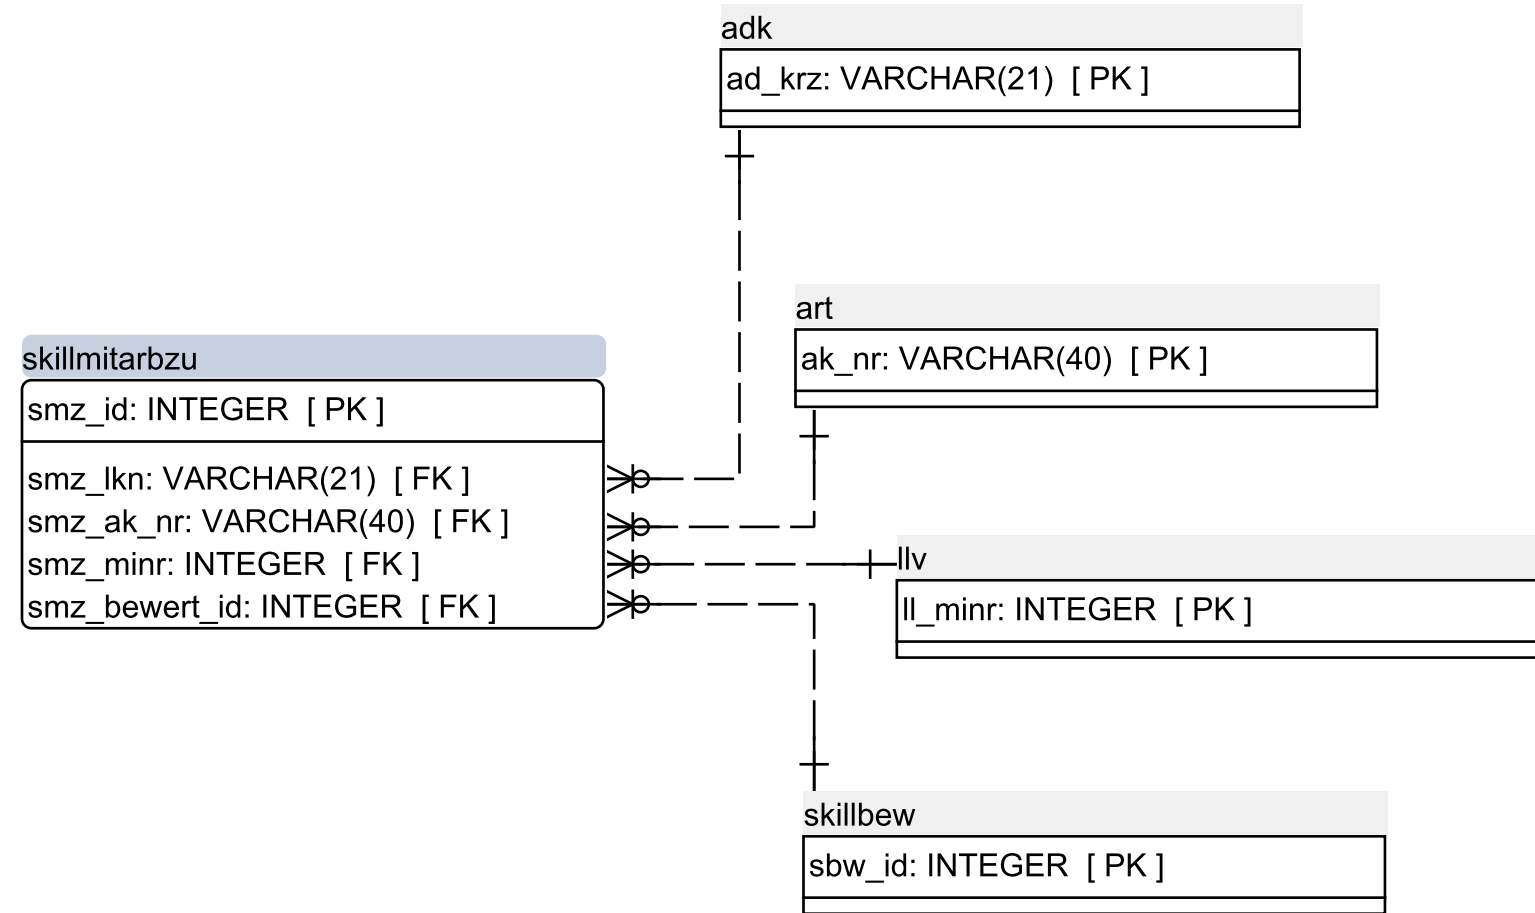 adk
ad_krz: VARCHAR(21)  [ PK ]
art
ak_nr: VARCHAR(40)  [ PK ]
skillmitarbzu
smz_id: INTEGER  [ PK ]
smz_lkn: VARCHAR(21)  [ FK ]
smz_ak_nr: VARCHAR(40)  [ FK ]
smz_minr: INTEGER  [ FK ]
smz_bewert_id: INTEGER  [ FK ]
llv
ll_minr: INTEGER  [ PK ]
skillbew
sbw_id: INTEGER  [ PK ]